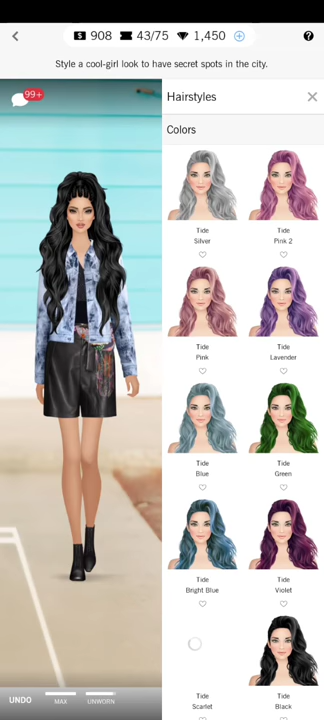 908
43/75
1,450
Style a cool-girl look to have secret spots in the city.
99+
Hairstyles
Colors
Tide
Silver
Tide
Pink 2
Tide
Pink
Tide
Lavender
Tide
Blue
Tide
Green
Tide
Bright Blue
Tide
Violet
Tide
Scarlet
Tide
Black
UNDO
MAX
UNWORN